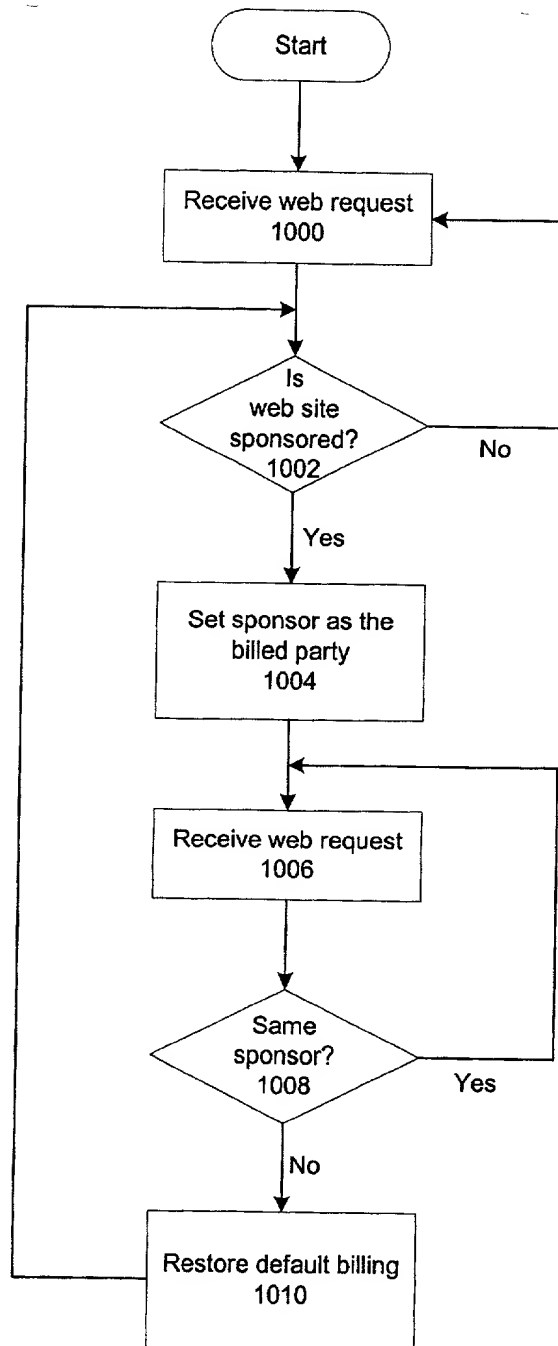 Start
Receive web request
1000
Is
web site
sponsored?
1002
No
Yes
Set sponsor as the
billed party
1004
Receive web request
1006
Same
sponsor?
1008
Yes
No
Restore default billing
1010